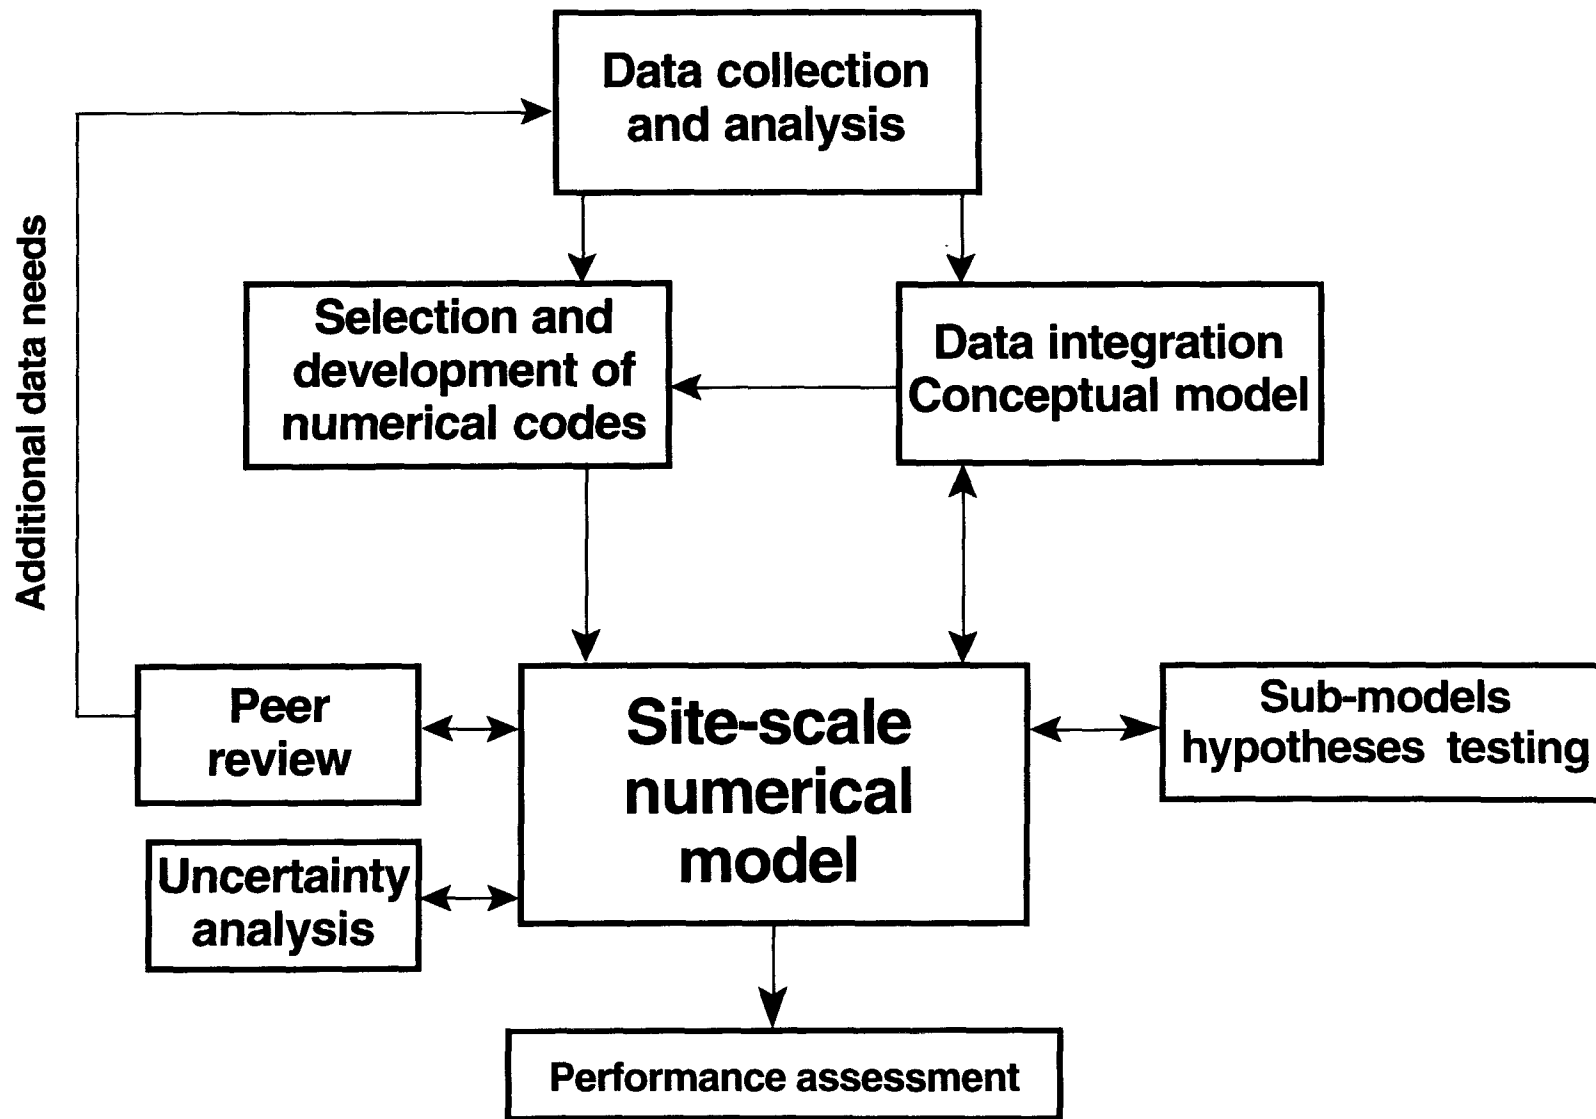 Data collection
and analysis
Additional data needs
Selection and
development of
numerical codes
Data integration
Conceptual model
Peer
review
Site-scale
numerical
model
Sub-models
hypotheses testing
Uncertainty
analysis
Performance assessment